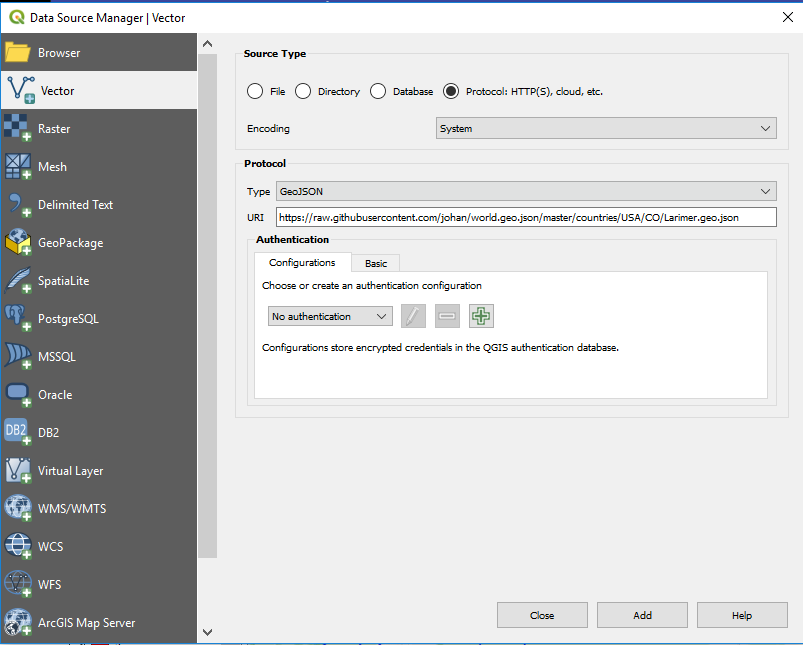 Data Source Manager | Vector
Browser
Vector
Raster
Mesh
Delimited Text
GeoPackage
SpatiaLite
PostgreSQL
MSSQL
Oracle
DB2
DB2
Virtual Layer
WMS/WMTS
WCS
WFS
ArcGIS Map Server
Source Type
File Directory Database Protocol: HTTP(S), cloud, etc.
Encoding System
Protocol
Type GeoJSON
URI https://raw.githubusercontent.com/johan/world.geo.json/master/countries/USA/CO/Larimer.geo.json
Authentication
Configurations Basic
Choose or create an authentication configuration
No authentication
Configurations store encrypted credentials in the QGIS authentication database.
Close Add Help